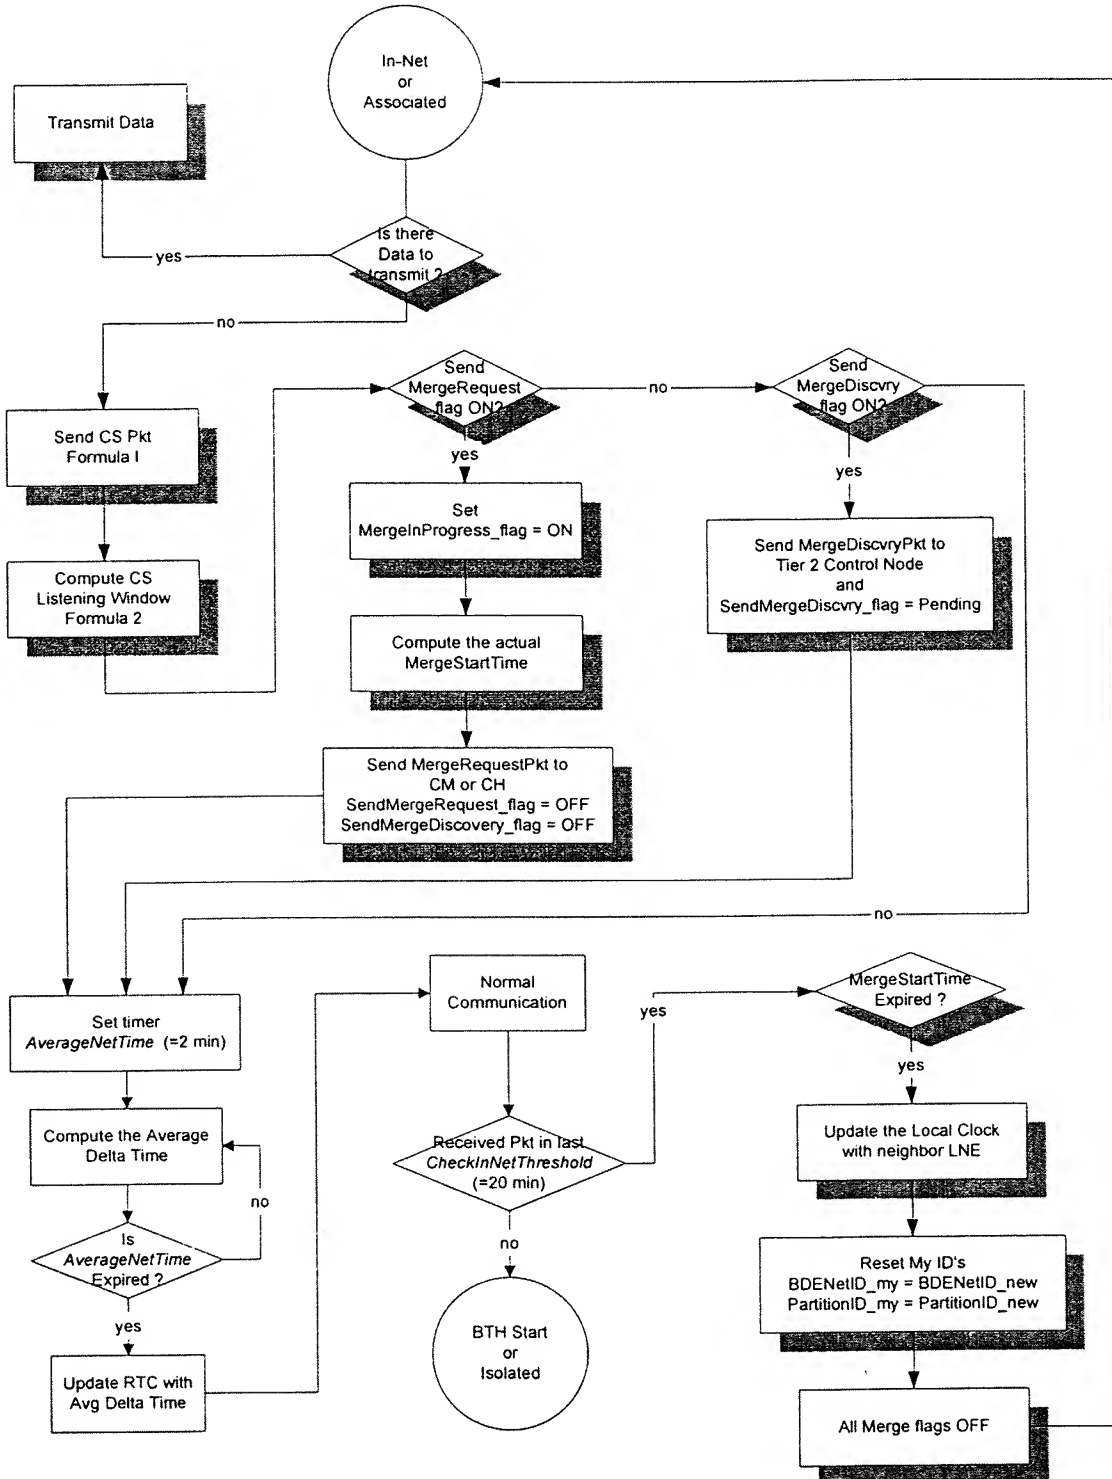 In-Net
or
Associated
Transmit Data
Is there
Data to
transmit ?
yes
no
Send CS Pkt
Formula I
Compute CS
Listening Window
Formula 2
Send
MergeRequest
flag ON?
no
Send
MergeDiscvry
flag ON?
yes
yes
Set
MergeInProgress_flag = ON
Send MergeDiscvryPkt to
Tier 2 Control Node
and
SendMergeDiscvry_flag = Pending
Compute the actual
MergeStartTime
Send MergeRequestPkt to
CM or CH
SendMergeRequest_flag = OFF
SendMergeDiscovery_flag = OFF
no
Set timer
AverageNetTime (=2 min)
Compute the Average
Delta Time
no
Is
AverageNetTime
Expired ?
yes
Update RTC with
Avg Delta Time
Normal
Communication
Received Pkt in last
CheckInNetThreshold
(=20 min)
yes
no
BTH Start
or
Isolated
MergeStartTime
Expired ?
yes
Update the Local Clock
with neighbor LNE
Reset My ID's
BDENetID_my = BDENetID_new
PartitionID_my = PartitionID_new
All Merge flags OFF